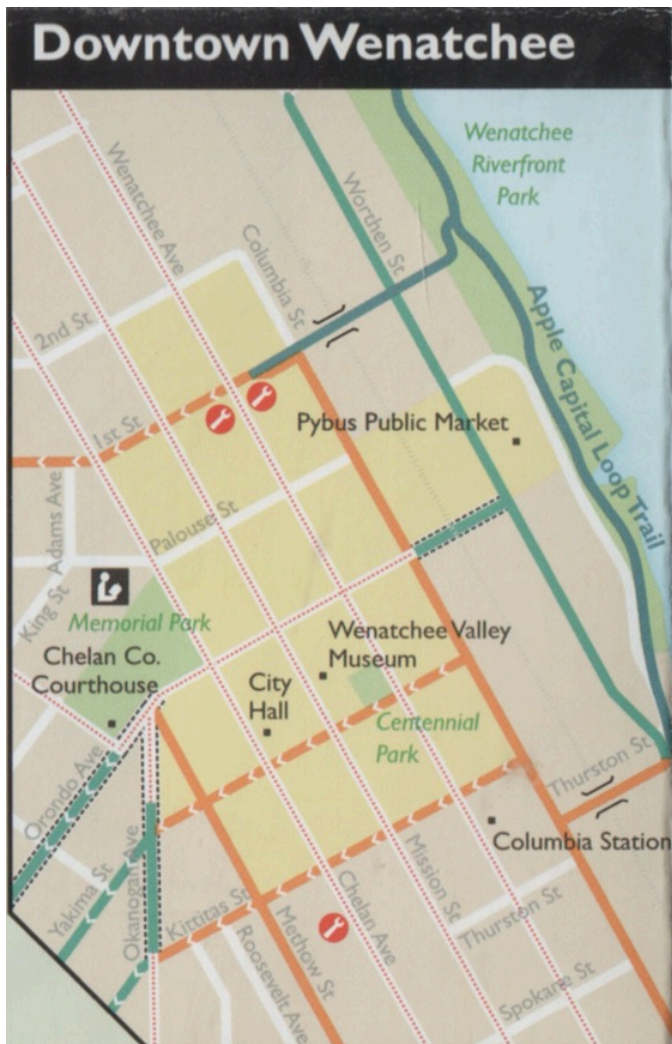 Downtown Wenatchee
Wenatchee
Riverfront
Park
Wenatchee Ave
Worthen St
Columbia St
2nd St
Apple Capital Loop Trail
1st St
Pybus Public Market
Adams Ave
Palouse St
King St
Memorial Park
Chelan Co.
Courthouse
Wenatchee Valley
Museum
City
Hall
Centennial
Park
Orondo Ave
Thurston St
Columbia Station
Yakima St
Okanogan Ave
Kittitas St
Chelan Ave
Mission St
Methow St
Roosevelt Ave
Thurston St
Spokane St